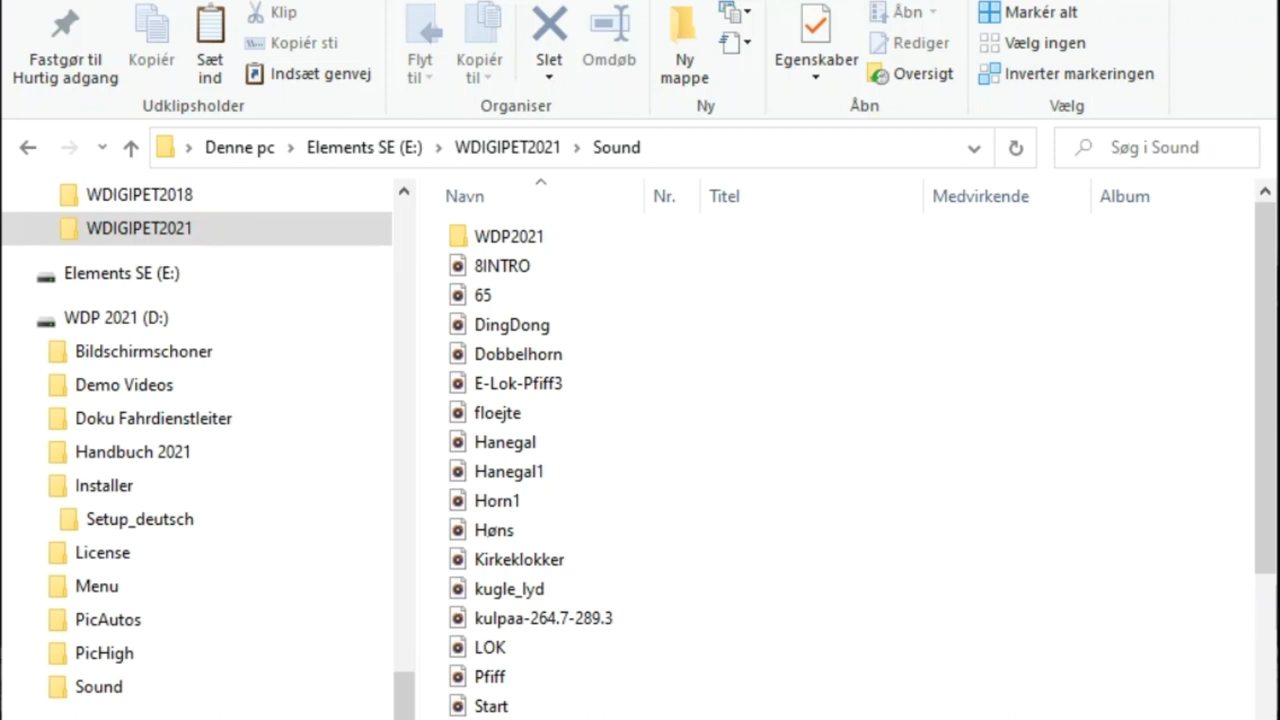 Fastgør til Hurtig adgang
Kopiér
Sæt ind
Klip
Kopiér sti
Indsæt genvej
Udklipsholder
Flyt til
Kopiér til
Slet
Omdøb
Organiser
Ny mappe
Ny
Egenskaber
Åbn
Rediger
Oversigt
Åbn
Markér alt
Vælg ingen
Inverter markeringen
Vælg
Denne pc
Elements SE (E:)
WDIGIPET2021
Sound
Søg i Sound
WDIGIPET2018
WDIGIPET2021
Elements SE (E:)
WDP 2021 (D:)
Bildschirmschoner
Demo Videos
Doku Fahrdienstleiter
Handbuch 2021
Installer
Setup_deutsch
License
Menu
PicAutos
PicHigh
Sound
Navn
Nr.
Titel
Medvirkende
Album
WDP2021
8INTRO
65
DingDong
Dobbelhorn
E-Lok-Pfiff3
floejte
Hanegal
Hanegal1
Horn1
Høns
Kirkeklokker
kugle_lyd
kulpaa-264.7-289.3
LOK
Pfiff
Start